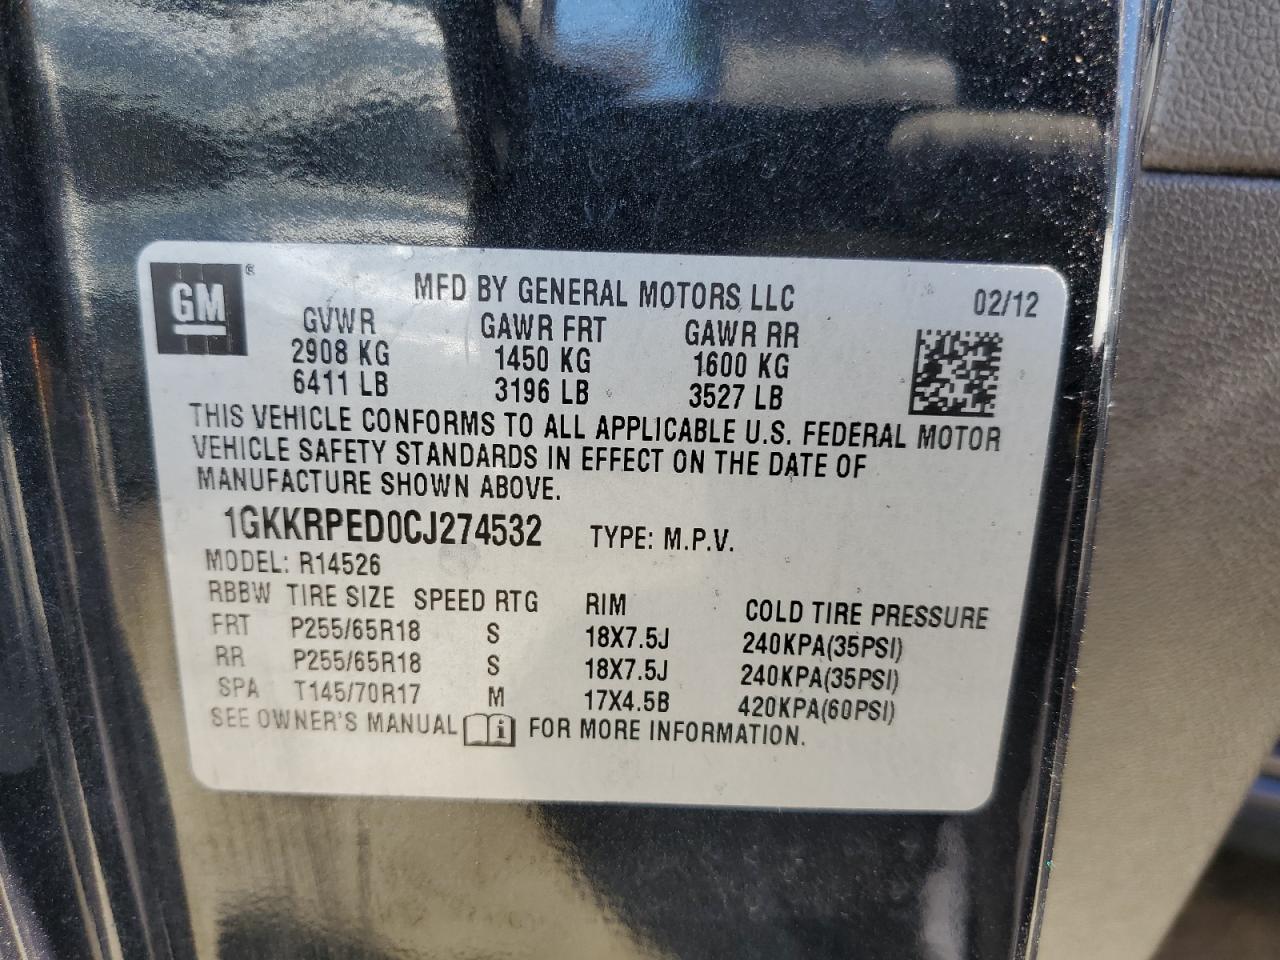 GM ®
MFD BY GENERAL MOTORS LLC 02/12
GVWR GAWR FRT GAWR RR
2908 KG 1450 KG 1600 KG
6411 LB 3196 LB 3527 LB
THIS VEHICLE CONFORMS TO ALL APPLICABLE U.S. FEDERAL MOTOR
VEHICLE SAFETY STANDARDS IN EFFECT ON THE DATE OF
MANUFACTURE SHOWN ABOVE.
1GKKRPED0CJ274532 TYPE: M.P.V.
MODEL: R14526
RBBW TIRE SIZE SPEED RTG RIM COLD TIRE PRESSURE
FRT P255/65R18 S 18X7.5J 240KPA(35PSI)
RR P255/65R18 S 18X7.5J 240KPA(35PSI)
SPA T145/70R17 M 17X4.5B 420KPA(60PSI)
SEE OWNER'S MANUAL i FOR MORE INFORMATION.